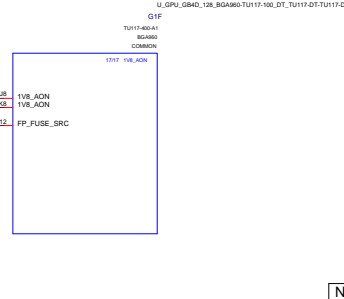 U_GPU_GB4D_128_BGA960-TU117-100_DT_TU117-DT-TU117-D
G1F
TU117-400-A1
BGA960
COMMON
17/17 1V8_AON
J8 1V8_AON
K8 1V8_AON
12 FP_FUSE_SRC
N